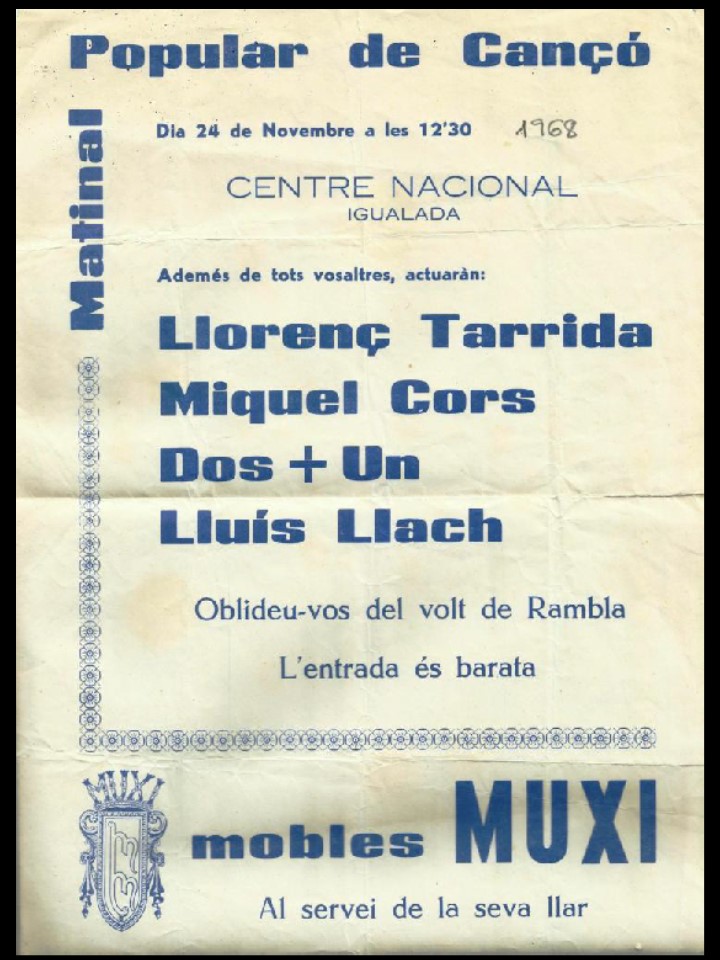 Matinal
Popular de Cançó
Dia 24 de Novembre a les 12'30 1968
CENTRE NACIONAL
IGUALADA
Ademés de tots vosaltres, actuaràn:
Llorenç Tarrida
Miquel Cors
Dos + Un
Lluís Llach
Oblideu-vos del volt de Rambla
L'entrada és barata
MUXI
mobles MUXI
Al servei de la seva llar